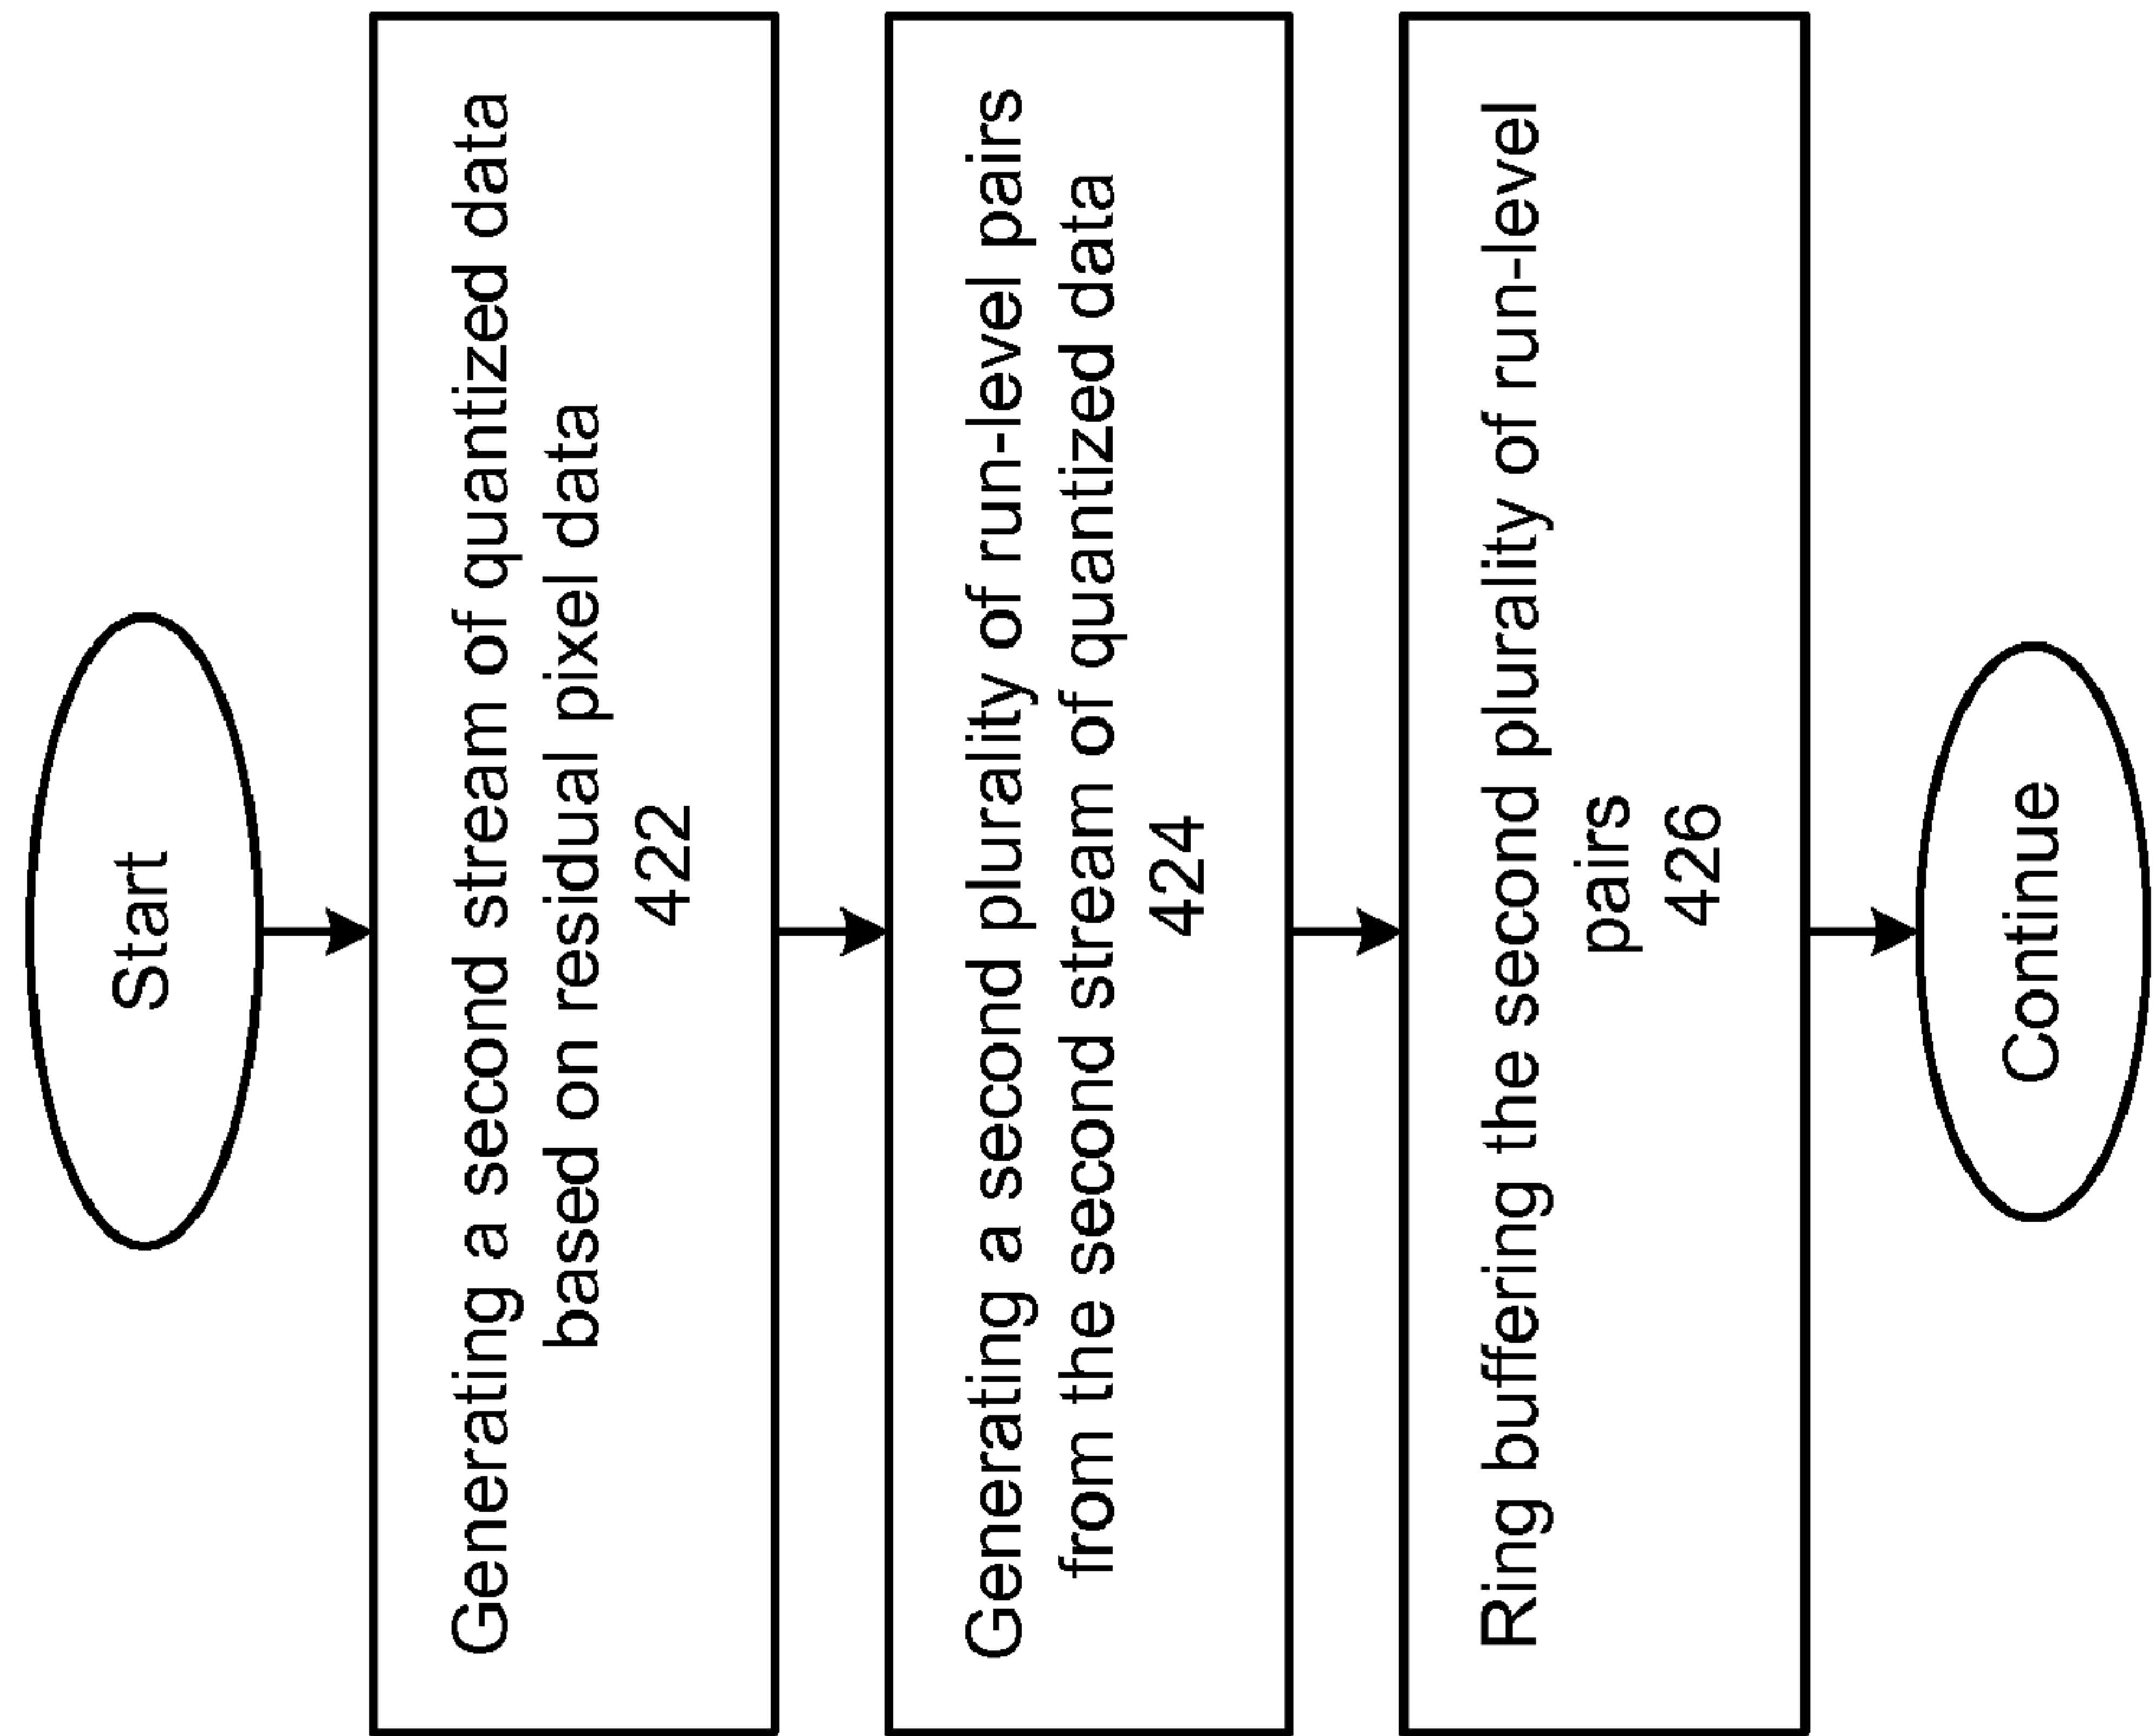 Start
Generating a second stream of quantized data
based on residual pixel data
422
Generating a second plurality of run-level pairs
from the second stream of quantized data
424
Ring buffering the second plurality of run-level
pairs
426
Continue